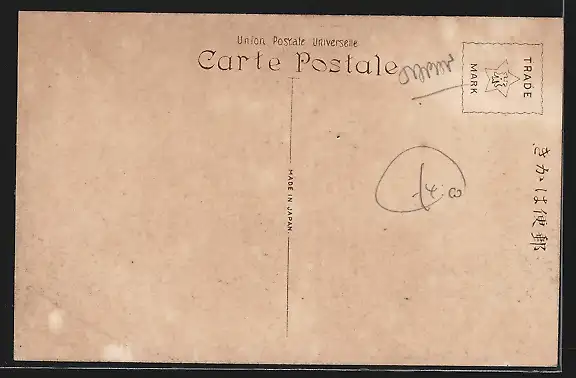 Union Postale Universelle
Carte Postale
TRADE
MARK
MADE IN JAPAN.
きかは便郵